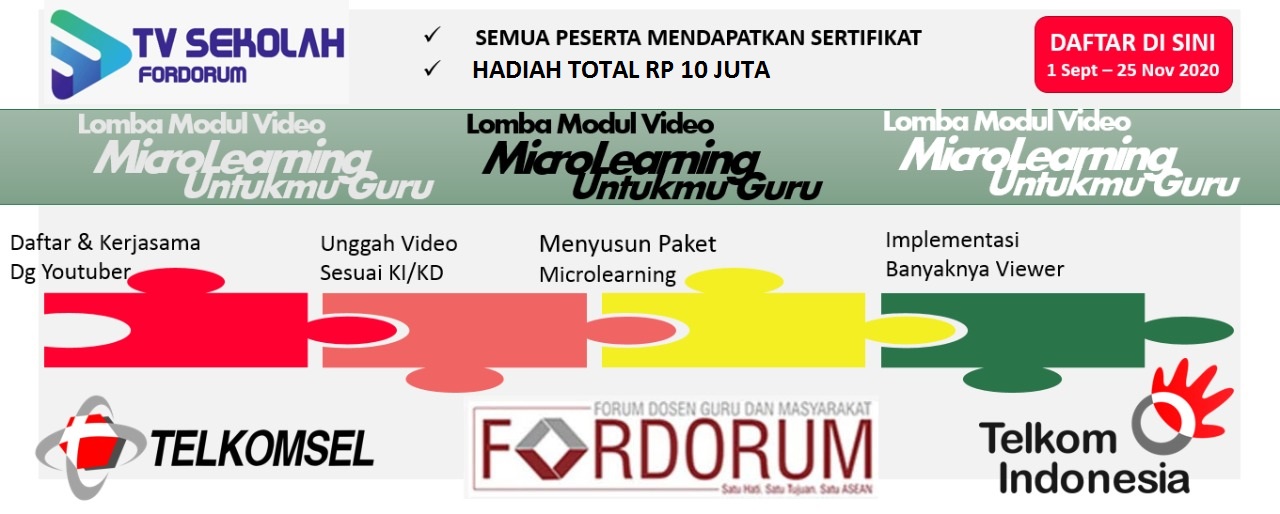 TV SEKOLAH
FORDORUM
✓ SEMUA PESERTA MENDAPATKAN SERTIFIKAT
✓ HADIAH TOTAL RP 10 JUTA
DAFTAR DI SINI
1 Sept – 25 Nov 2020
Lomba Modul Video
MicroLearning
Untukmu Guru
Lomba Modul Video
MicroLearning
Untukmu Guru
Lomba Modul Video
MicroLearning
Untukmu Guru
Daftar & Kerjasama
Dg Youtuber
Unggah Video
Sesuai KI/KD
Menyusun Paket
Microlearning
Implementasi
Banyaknya Viewer
TELKOMSEL
FORUM DOSEN GURU DAN MASYARAKAT
FORDORUM
Satu Hati. Satu Tujuan. Satu ASEAN
Telkom
Indonesia